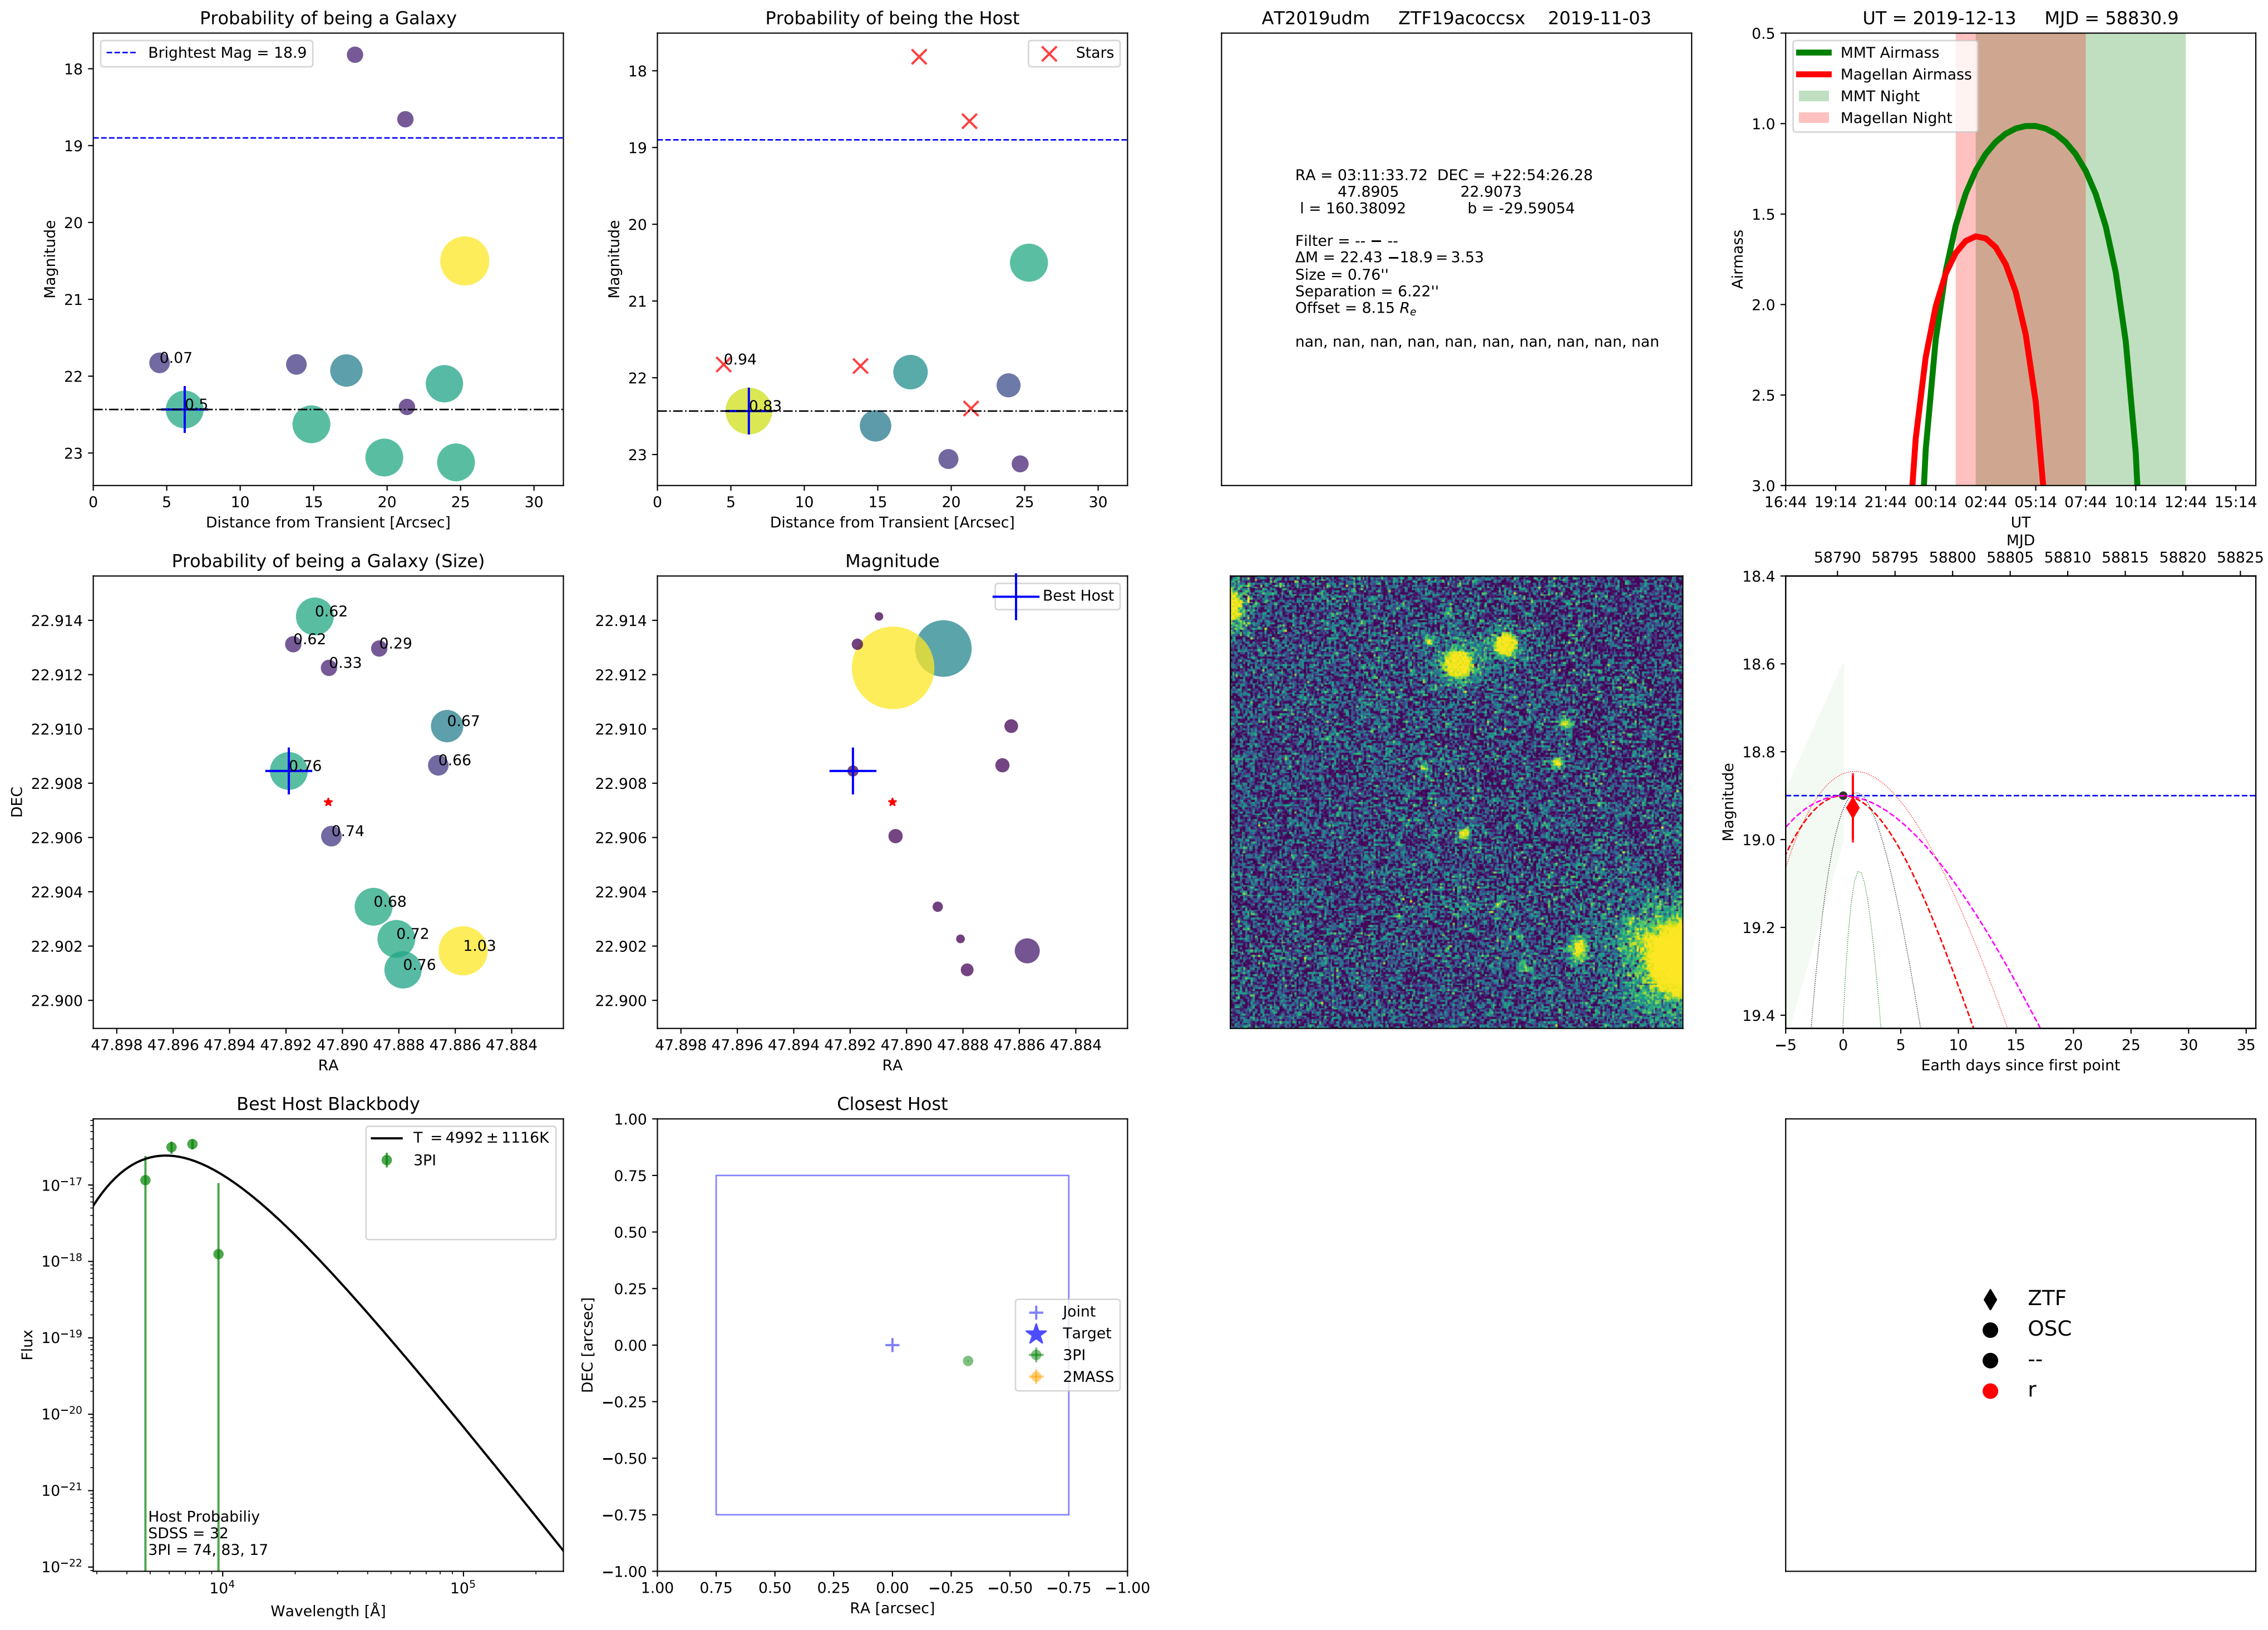 Probability of being a Galaxy
Brightest Mag = 18.9
0.07
0.5
18
19
20
21
22
23
Magnitude
0 5 10 15 20 25 30
Distance from Transient [Arcsec]
Probability of being the Host
Stars
0.94
0.83
18
19
20
21
22
23
Magnitude
0 5 10 15 20 25 30
Distance from Transient [Arcsec]
AT2019udm ZTF19acoccsx 2019-11-03
RA = 03:11:33.72 DEC = +22:54:26.28
47.8905 22.9073
l = 160.38092 b = -29.59054
Filter = -- − --
ΔM = 22.43 −18.9 = 3.53
Size = 0.76''
Separation = 6.22''
Offset = 8.15 Re
nan, nan, nan, nan, nan, nan, nan, nan, nan, nan
UT = 2019-12-13 MJD = 58830.9
MMT Airmass
Magellan Airmass
MMT Night
Magellan Night
0.5
1.0
1.5
2.0
2.5
3.0
Airmass
16:44 19:14 21:44 00:14 02:44 05:14 07:44 10:14 12:44 15:14
UT
Probability of being a Galaxy (Size)
0.62
0.62
0.29
0.33
0.67
0.66
0.76
0.74
0.68
0.72
1.03
0.76
22.914
22.912
22.910
22.908
22.906
22.904
22.902
22.900
DEC
47.898 47.896 47.894 47.892 47.890 47.888 47.886 47.884
RA
Magnitude
Best Host
22.914
22.912
22.910
22.908
22.906
22.904
22.902
22.900
47.898 47.896 47.894 47.892 47.890 47.888 47.886 47.884
RA
MJD
58790 58795 58800 58805 58810 58815 58820 58825
18.4
18.6
18.8
19.0
19.2
19.4
Magnitude
−5 0 5 10 15 20 25 30 35
Earth days since first point
Best Host Blackbody
T = 4992 ± 1116K
3PI
10−17
10−18
10−19
10−20
10−21
10−22
Flux
Host Probabiliy
SDSS = 32
3PI = 74, 83, 17
104 105
Wavelength [Å]
Closest Host
Joint
Target
3PI
2MASS
1.00
0.75
0.50
0.25
0.00
−0.25
−0.50
−0.75
−1.00
DEC [arcsec]
1.00 0.75 0.50 0.25 0.00 −0.25 −0.50 −0.75 −1.00
RA [arcsec]
ZTF
OSC
--
r